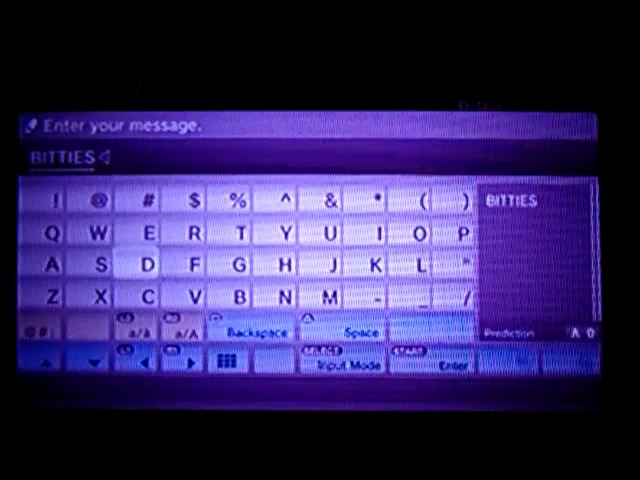 Enter your message.
BITTIES
! @ # $ % ^ & * ( )
BITTIES
Q W E R T Y U I O P
A S D F G H J K L "
Z X C V B N M - _ /
@# a/à a/A Backspace Space
Prediction
SELECT START
Input Mode Enter